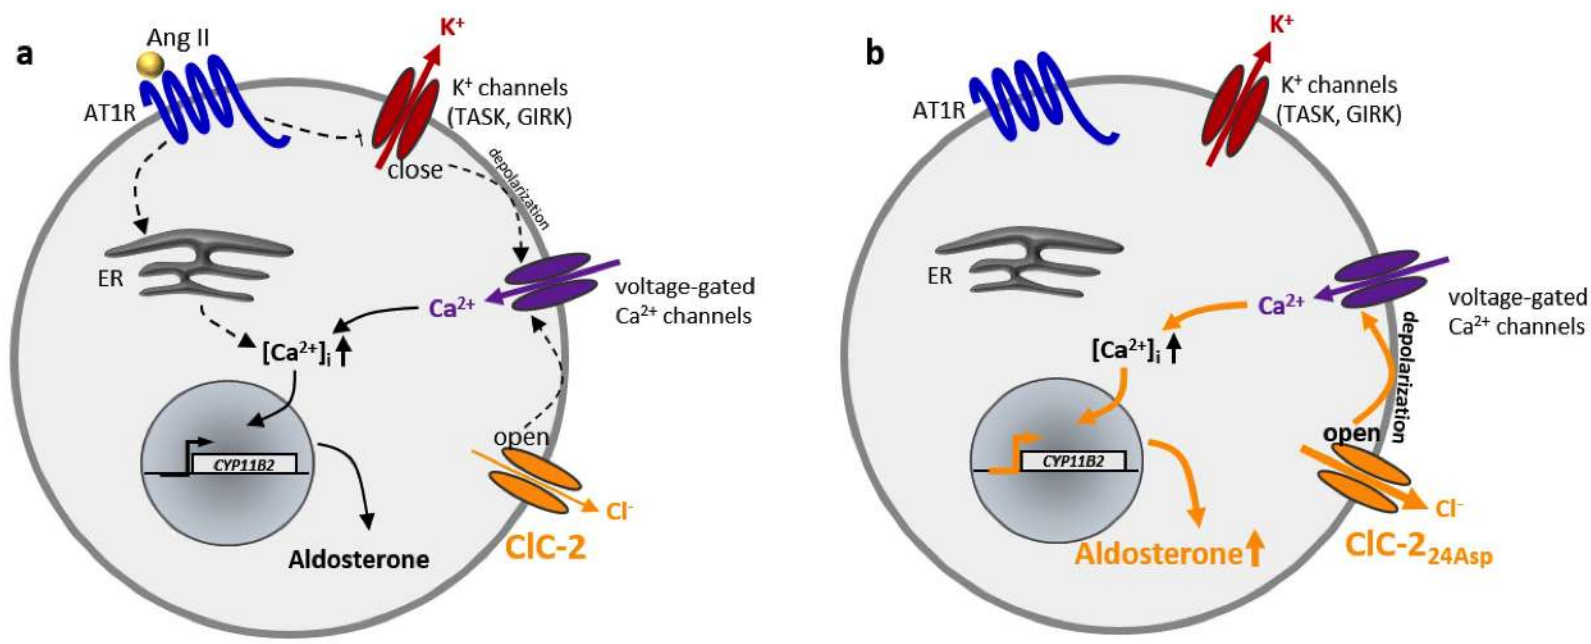 a
Ang II
AT1R
K⁺
K⁺ channels
(TASK, GIRK)
close
depolarization
ER
Ca²⁺
voltage-gated
Ca²⁺ channels
[Ca²⁺]ᵢ
open
CYP11B2
Cl⁻
ClC-2
Aldosterone
b
AT1R
K⁺
K⁺ channels
(TASK, GIRK)
ER
Ca²⁺
voltage-gated
Ca²⁺ channels
[Ca²⁺]ᵢ
depolarization
open
CYP11B2
Cl⁻
Aldosterone
ClC-2₂₄Asp